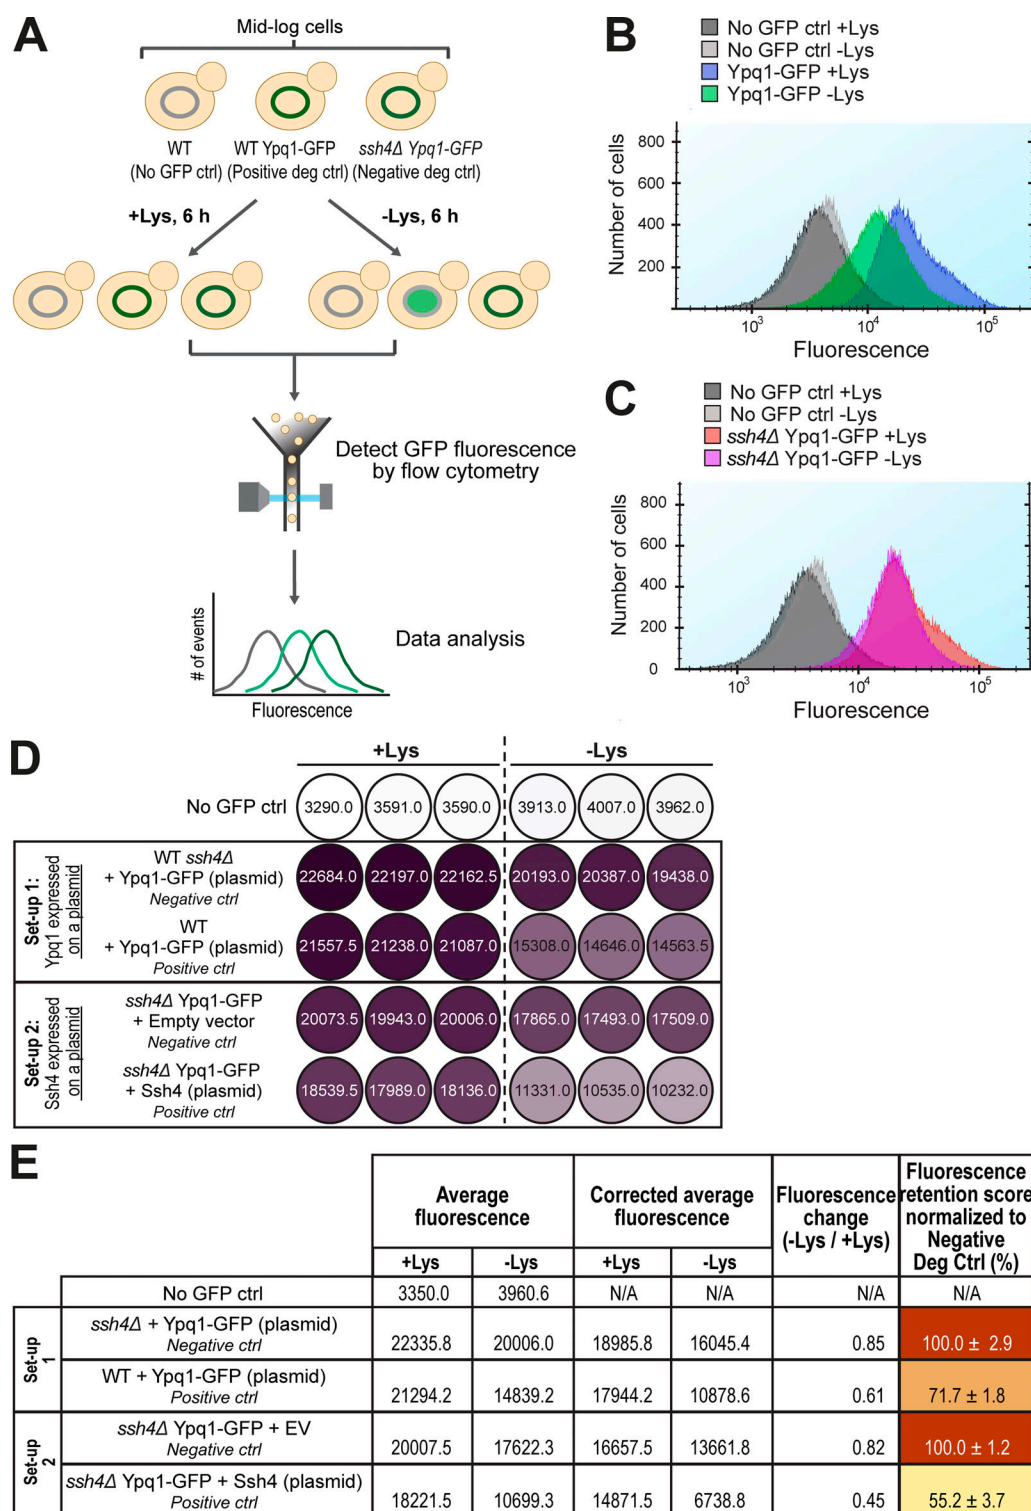 A
Mid-log cells
WT
(No GFP ctrl)
WT Ypq1-GFP
(Positive deg ctrl)
ssh4Δ Ypq1-GFP
(Negative deg ctrl)
+Lys, 6 h
-Lys, 6 h
Detect GFP fluorescence
by flow cytometry
Data analysis
# of events
Fluorescence
B
No GFP ctrl +Lys
No GFP ctrl -Lys
Ypq1-GFP +Lys
Ypq1-GFP -Lys
Number of cells
800
600
400
200
10³ 10⁴ 10⁵
Fluorescence
C
No GFP ctrl +Lys
No GFP ctrl -Lys
ssh4Δ Ypq1-GFP +Lys
ssh4Δ Ypq1-GFP -Lys
Number of cells
800
600
400
200
0
10³ 10⁴ 10⁵
Fluorescence
D
+Lys -Lys
No GFP ctrl 3290.0 3591.0 3590.0 3913.0 4007.0 3962.0
Set-up 1:
Ypq1 expressed
on a plasmid
WT ssh4Δ
+ Ypq1-GFP (plasmid)
Negative ctrl
22684.0 22197.0 22162.5 20193.0 20387.0 19438.0
WT
+ Ypq1-GFP (plasmid)
Positive ctrl
21557.5 21238.0 21087.0 15308.0 14646.0 14563.5
Set-up 2:
Ssh4 expressed
on a plasmid
ssh4Δ Ypq1-GFP
+ Empty vector
Negative ctrl
20073.5 19943.0 20006.0 17865.0 17493.0 17509.0
ssh4Δ Ypq1-GFP
+ Ssh4 (plasmid)
Positive ctrl
18539.5 17989.0 18136.0 11331.0 10535.0 10232.0
E
Average
fluorescence
Corrected average
fluorescence
Fluorescence
change
(-Lys / +Lys)
Fluorescence
retention score
normalized to
Negative
Deg Ctrl (%)
+Lys -Lys +Lys -Lys
No GFP ctrl 3350.0 3960.6 N/A N/A N/A N/A
Set-up
1
ssh4Δ + Ypq1-GFP (plasmid)
Negative ctrl
22335.8 20006.0 18985.8 16045.4 0.85 100.0 ± 2.9
WT + Ypq1-GFP (plasmid)
Positive ctrl
21294.2 14839.2 17944.2 10878.6 0.61 71.7 ± 1.8
Set-up
2
ssh4Δ Ypq1-GFP + EV
Negative ctrl
20007.5 17622.3 16657.5 13661.8 0.82 100.0 ± 1.2
ssh4Δ Ypq1-GFP + Ssh4 (plasmid)
Positive ctrl
18221.5 10699.3 14871.5 6738.8 0.45 55.2 ± 3.7